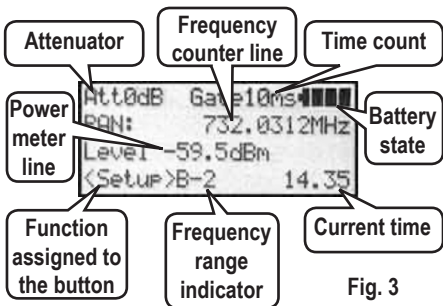 Attenuator
Frequency
counter line
Time count
Att0dB Gate10ms
RAN: 732.0312MHz
Level -59.5dBm
<Setup>B-2 14.35
Power
meter
line
Battery
state
Function
assigned to
the button
Frequency
range
indicator
Current time
Fig. 3